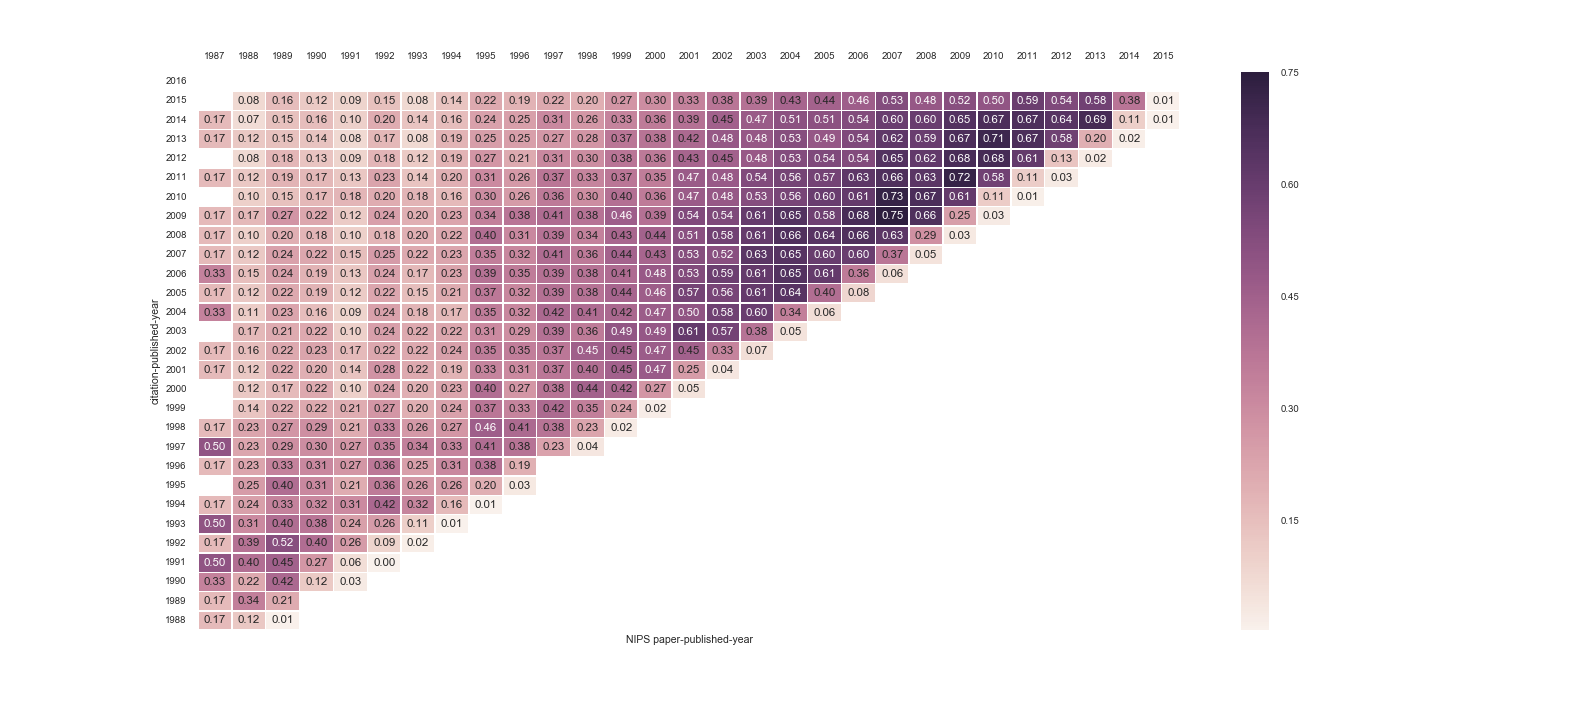 1987 1988 1989 1990 1991 1992 1993 1994 1995 1996 1997 1998 1999 2000 2001 2002 2003 2004 2005 2006 2007 2008 2009 2010 2011 2012 2013 2014 2015
2016
2015 0.08 0.16 0.12 0.09 0.15 0.08 0.14 0.22 0.19 0.22 0.20 0.27 0.30 0.33 0.38 0.39 0.43 0.44 0.46 0.53 0.48 0.52 0.50 0.59 0.54 0.58 0.38 0.01
2014 0.17 0.07 0.15 0.16 0.10 0.20 0.14 0.16 0.24 0.25 0.31 0.26 0.33 0.36 0.39 0.45 0.47 0.51 0.51 0.54 0.60 0.60 0.65 0.67 0.67 0.64 0.69 0.11 0.01
2013 0.17 0.12 0.15 0.14 0.08 0.17 0.08 0.19 0.25 0.25 0.27 0.28 0.37 0.38 0.42 0.48 0.48 0.53 0.49 0.54 0.62 0.59 0.67 0.71 0.67 0.58 0.20 0.02
2012 0.08 0.18 0.13 0.09 0.18 0.12 0.19 0.27 0.21 0.31 0.30 0.38 0.36 0.43 0.45 0.48 0.53 0.54 0.54 0.65 0.62 0.68 0.68 0.61 0.13 0.02
2011 0.17 0.12 0.19 0.17 0.13 0.23 0.14 0.20 0.31 0.26 0.37 0.33 0.37 0.35 0.47 0.48 0.54 0.56 0.57 0.63 0.66 0.63 0.72 0.58 0.11 0.03
2010 0.10 0.15 0.17 0.18 0.20 0.18 0.16 0.30 0.26 0.36 0.30 0.40 0.36 0.47 0.48 0.53 0.56 0.60 0.61 0.73 0.67 0.61 0.11 0.01
2009 0.17 0.17 0.27 0.22 0.12 0.24 0.20 0.23 0.34 0.38 0.41 0.38 0.46 0.39 0.54 0.54 0.61 0.65 0.58 0.68 0.75 0.66 0.25 0.03
2008 0.17 0.10 0.20 0.18 0.10 0.18 0.20 0.22 0.40 0.31 0.39 0.34 0.43 0.44 0.51 0.58 0.61 0.66 0.64 0.66 0.63 0.29 0.03
2007 0.17 0.12 0.24 0.22 0.15 0.25 0.22 0.23 0.35 0.32 0.41 0.36 0.44 0.43 0.53 0.52 0.63 0.65 0.60 0.60 0.37 0.05
2006 0.33 0.15 0.24 0.19 0.13 0.24 0.17 0.23 0.39 0.35 0.39 0.38 0.41 0.48 0.53 0.59 0.61 0.65 0.61 0.36 0.06
2005 0.17 0.12 0.22 0.19 0.12 0.22 0.15 0.21 0.37 0.32 0.39 0.38 0.44 0.46 0.57 0.56 0.61 0.64 0.40 0.08
2004 0.33 0.11 0.23 0.16 0.09 0.24 0.18 0.17 0.35 0.32 0.42 0.41 0.42 0.47 0.50 0.58 0.60 0.34 0.06
2003 0.17 0.21 0.22 0.10 0.24 0.22 0.22 0.31 0.29 0.39 0.36 0.49 0.49 0.61 0.57 0.38 0.05
2002 0.17 0.16 0.22 0.23 0.17 0.22 0.22 0.24 0.35 0.35 0.37 0.45 0.45 0.47 0.45 0.33 0.07
2001 0.17 0.12 0.22 0.20 0.14 0.28 0.22 0.19 0.33 0.31 0.37 0.40 0.45 0.47 0.25 0.04
2000 0.12 0.17 0.22 0.10 0.24 0.20 0.23 0.40 0.27 0.38 0.44 0.42 0.27 0.05
1999 0.14 0.22 0.22 0.21 0.27 0.20 0.24 0.37 0.33 0.42 0.35 0.24 0.02
1998 0.17 0.23 0.27 0.29 0.21 0.33 0.26 0.27 0.46 0.41 0.38 0.23 0.02
1997 0.50 0.23 0.29 0.30 0.27 0.35 0.34 0.33 0.41 0.38 0.23 0.04
1996 0.17 0.23 0.33 0.31 0.27 0.36 0.25 0.31 0.38 0.19
1995 0.25 0.40 0.31 0.21 0.36 0.26 0.26 0.20 0.03
1994 0.17 0.24 0.33 0.32 0.31 0.42 0.32 0.16 0.01
1993 0.50 0.31 0.40 0.38 0.24 0.26 0.11 0.01
1992 0.17 0.39 0.52 0.40 0.26 0.09 0.02
1991 0.50 0.40 0.45 0.27 0.06 0.00
1990 0.33 0.22 0.42 0.12 0.03
1989 0.17 0.34 0.21
1988 0.17 0.12 0.01
citation-published-year
NIPS paper-published-year
0.75
0.60
0.45
0.30
0.15